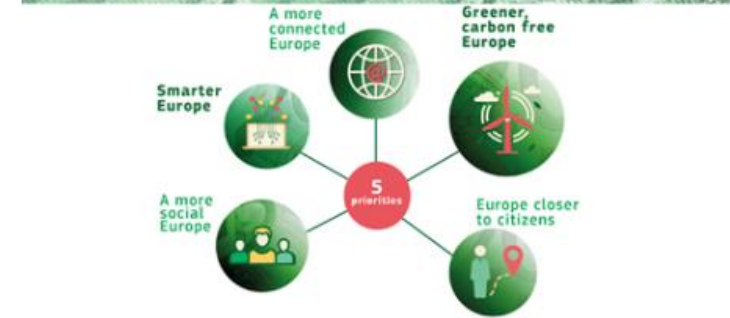 A more
connected
Europe
Greener,
carbon free
Europe
Smarter
Europe
5
priorities
A more
social
Europe
Europe closer
to citizens